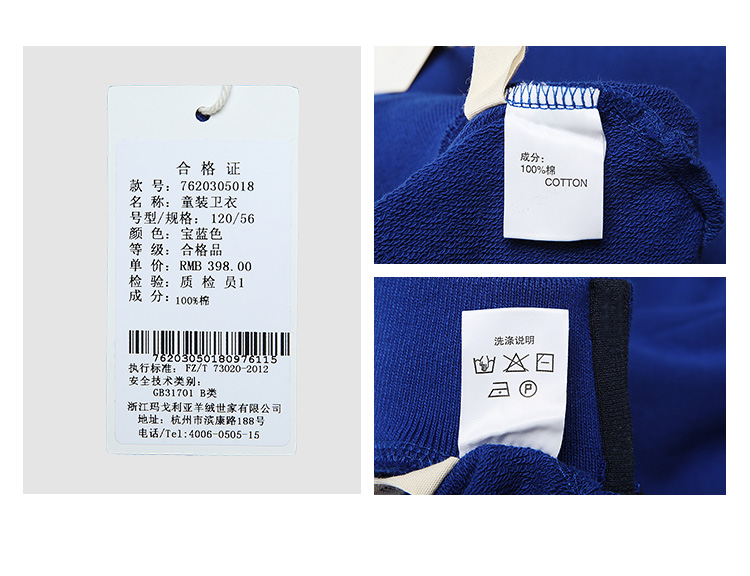 合格证
款号：7620305018
名称：童装卫衣
号型/规格：120/56
颜色：宝蓝色
等级：合格品
单价：RMB 398.00
检验：质检员1
成分：100%棉
76203050180976115
执行标准：FZ/T 73020-2012
安全技术类别：
GB31701 B类
浙江玛戈利亚羊绒世家有限公司
地址：杭州市滨康路188号
电话/Tel:4006-0505-15
成分：
100%棉
COTTON
洗涤说明
P